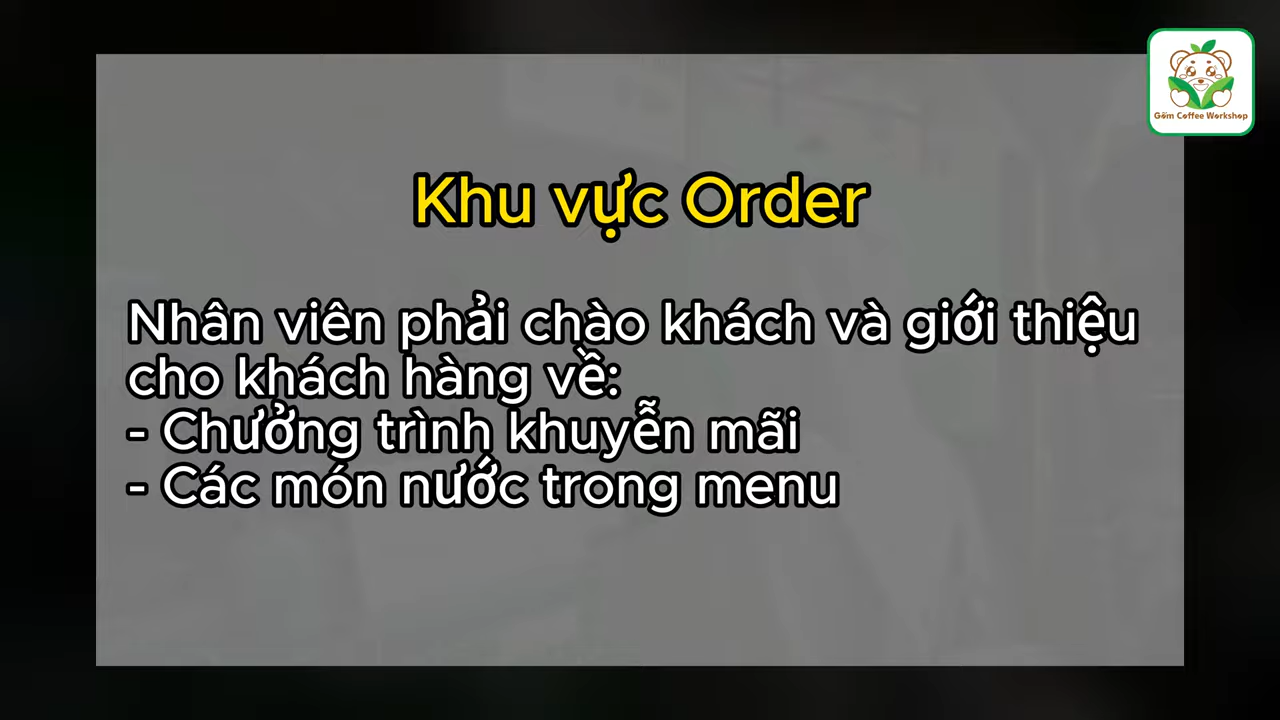 Gốm Coffee Workshop
Khu vực Order
Nhân viên phải chào khách và giới thiệu
cho khách hàng về:
- Chưởng trình khuyễn mãi
- Các món nước trong menu